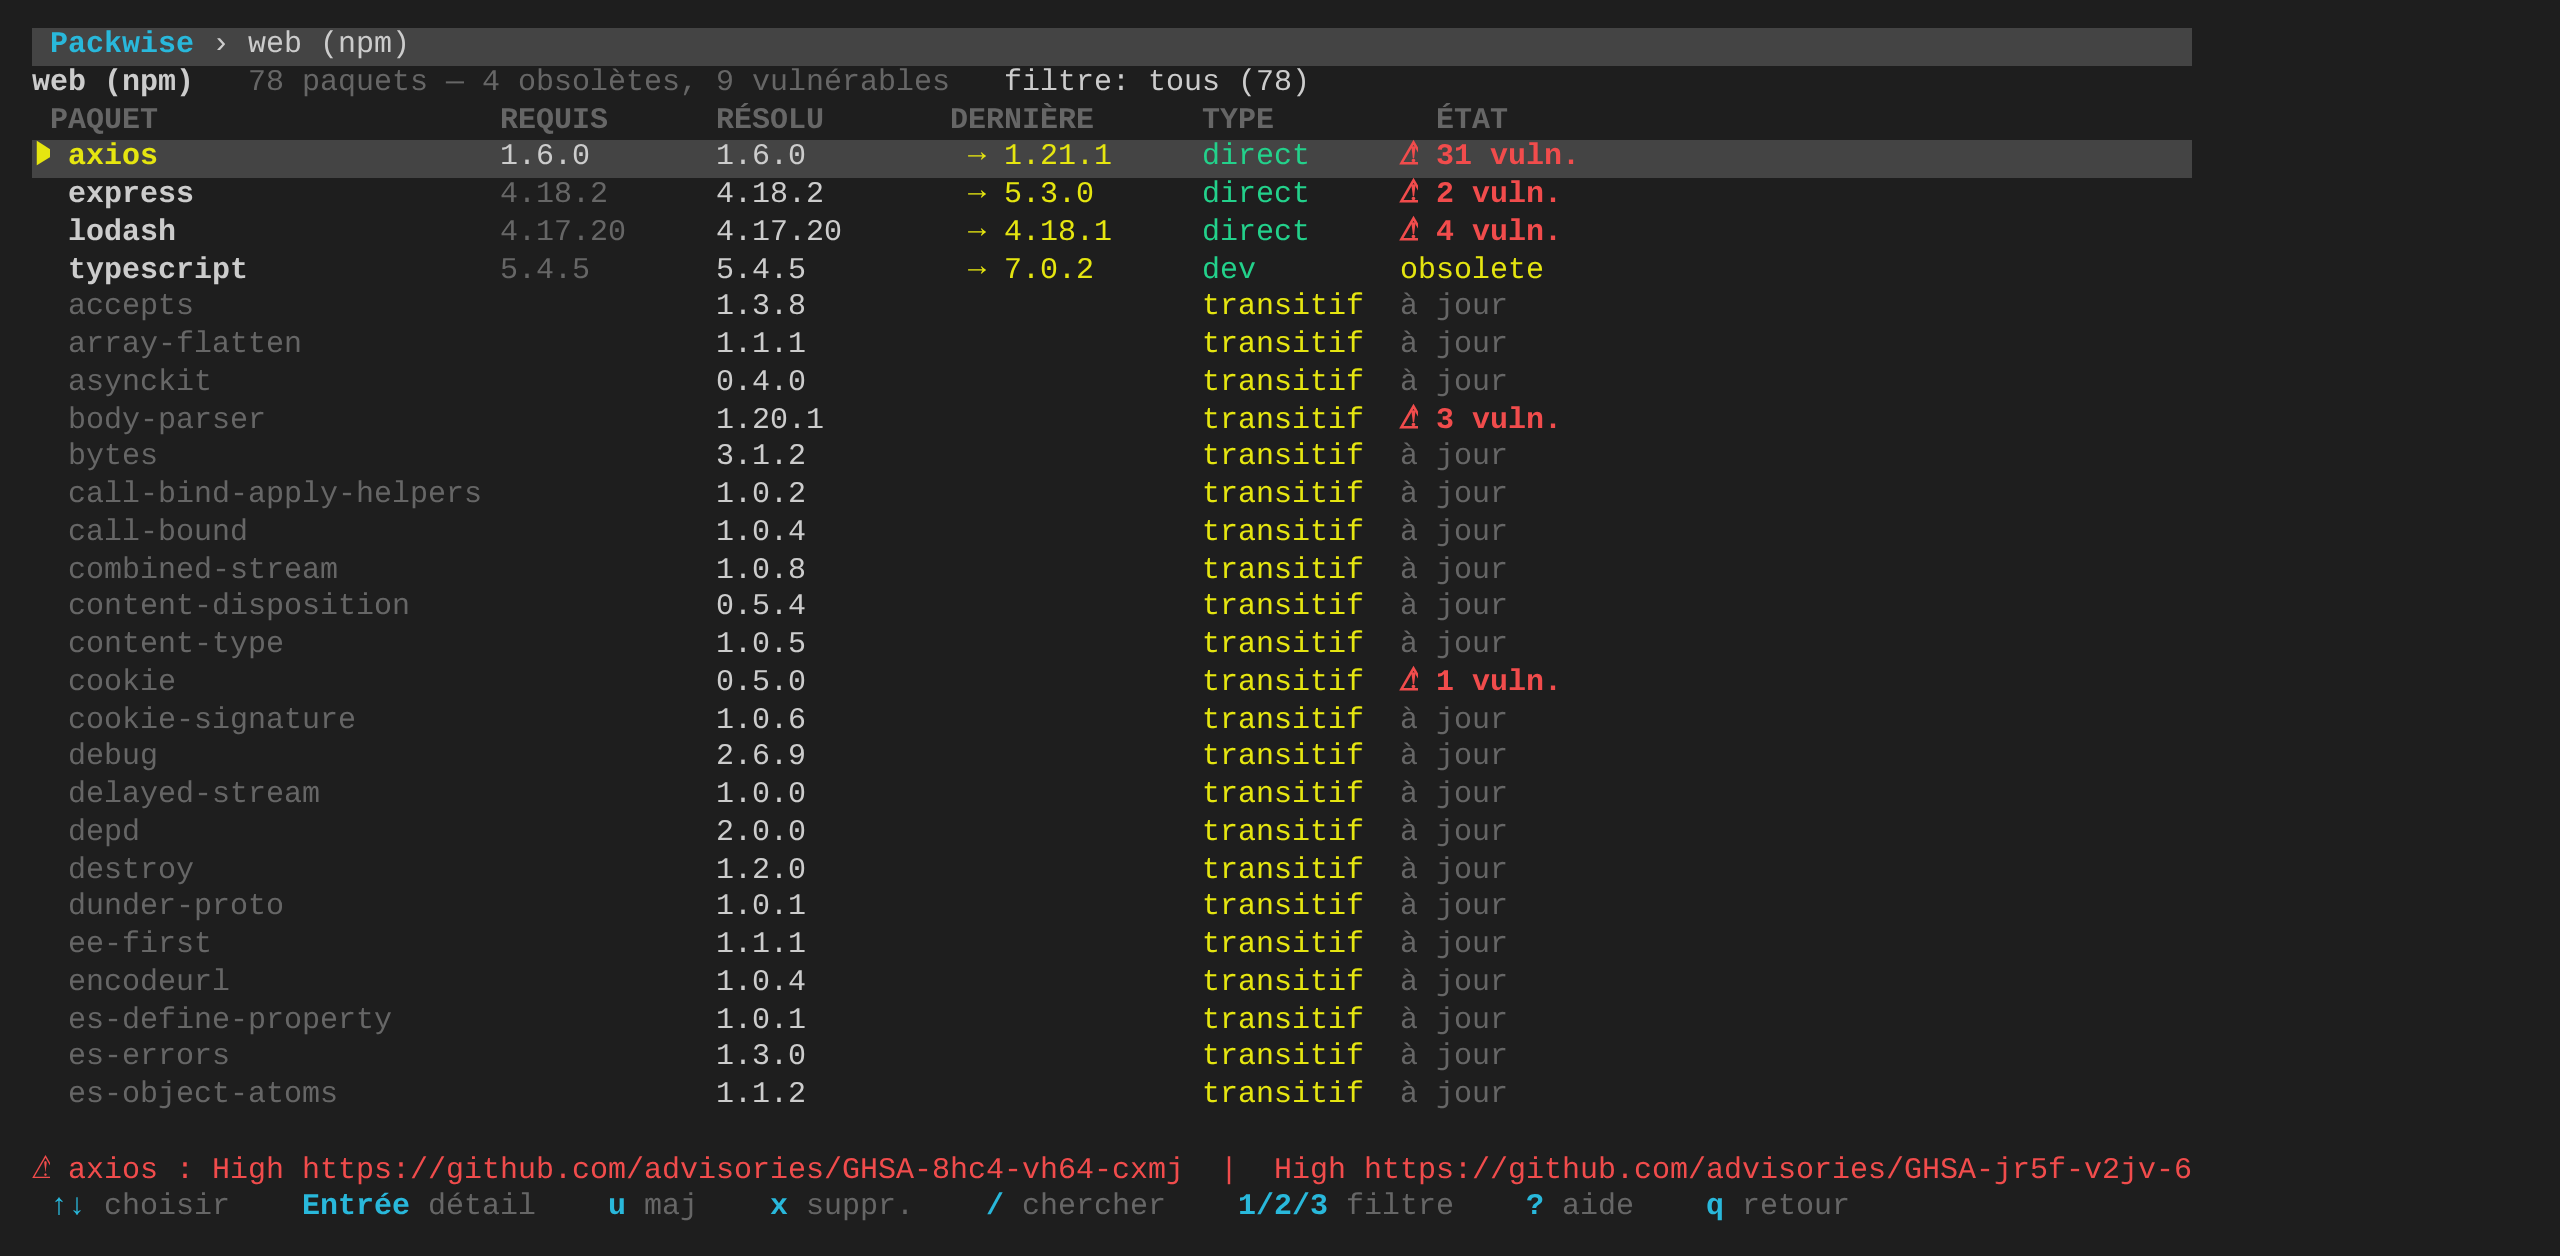 Packwise › web (npm)
web (npm)   78 paquets — 4 obsolètes, 9 vulnérables   filtre: tous (78)
PAQUET   REQUIS   RÉSOLU   DERNIÈRE   TYPE   ÉTAT
axios   1.6.0   1.6.0   → 1.21.1   direct   ⚠ 31 vuln.
express   4.18.2   4.18.2   → 5.3.0   direct   ⚠ 2 vuln.
lodash   4.17.20   4.17.20   → 4.18.1   direct   ⚠ 4 vuln.
typescript   5.4.5   5.4.5   → 7.0.2   dev   obsolete
accepts   1.3.8   transitif   à jour
array-flatten   1.1.1   transitif   à jour
asynckit   0.4.0   transitif   à jour
body-parser   1.20.1   transitif   ⚠ 3 vuln.
bytes   3.1.2   transitif   à jour
call-bind-apply-helpers   1.0.2   transitif   à jour
call-bound   1.0.4   transitif   à jour
combined-stream   1.0.8   transitif   à jour
content-disposition   0.5.4   transitif   à jour
content-type   1.0.5   transitif   à jour
cookie   0.5.0   transitif   ⚠ 1 vuln.
cookie-signature   1.0.6   transitif   à jour
debug   2.6.9   transitif   à jour
delayed-stream   1.0.0   transitif   à jour
depd   2.0.0   transitif   à jour
destroy   1.2.0   transitif   à jour
dunder-proto   1.0.1   transitif   à jour
ee-first   1.1.1   transitif   à jour
encodeurl   1.0.4   transitif   à jour
es-define-property   1.0.1   transitif   à jour
es-errors   1.3.0   transitif   à jour
es-object-atoms   1.1.2   transitif   à jour
⚠ axios : High https://github.com/advisories/GHSA-8hc4-vh64-cxmj  |  High https://github.com/advisories/GHSA-jr5f-v2jv-6
↑↓ choisir   Entrée détail   u maj   x suppr.   / chercher   1/2/3 filtre   ? aide   q retour